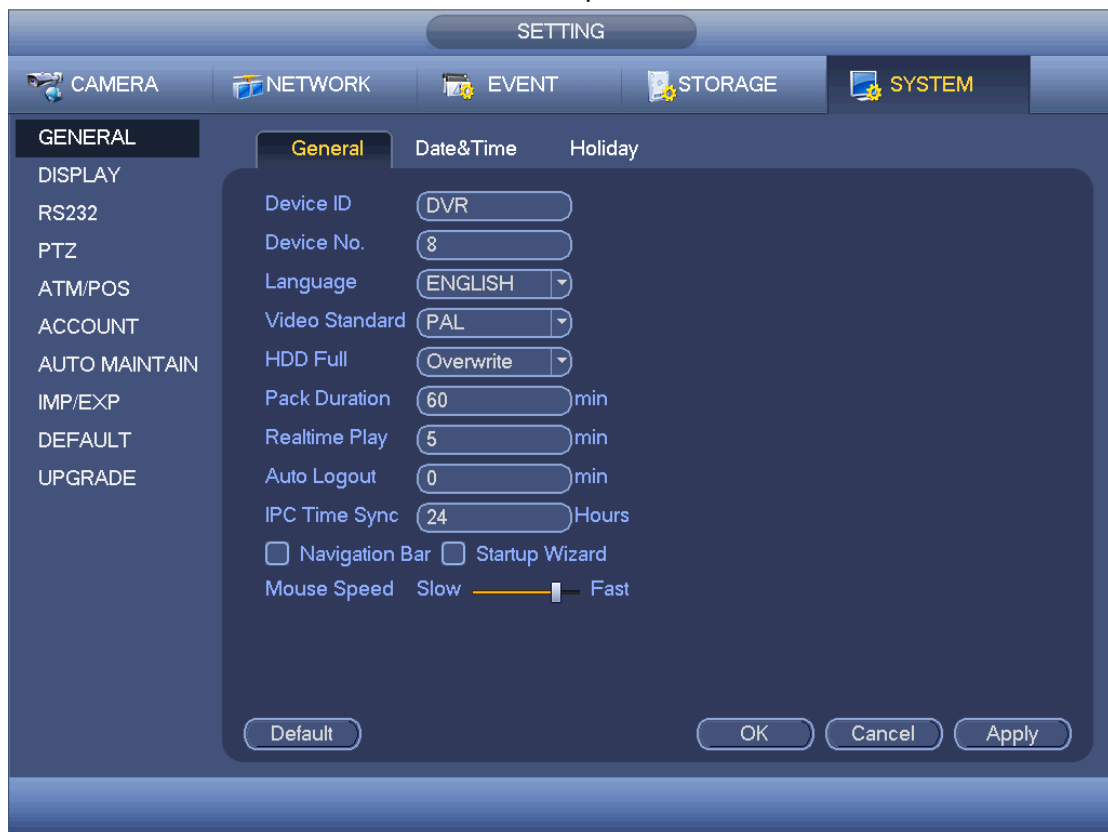 SETTING
CAMERA NETWORK EVENT STORAGE SYSTEM
GENERAL
DISPLAY
RS232
PTZ
ATM/POS
ACCOUNT
AUTO MAINTAIN
IMP/EXP
DEFAULT
UPGRADE
General Date&Time Holiday
Device ID DVR
Device No. 8
Language ENGLISH
Video Standard PAL
HDD Full Overwrite
Pack Duration 60 min
Realtime Play 5 min
Auto Logout 0 min
IPC Time Sync 24 Hours
Navigation Bar Startup Wizard
Mouse Speed Slow Fast
Default OK Cancel Apply